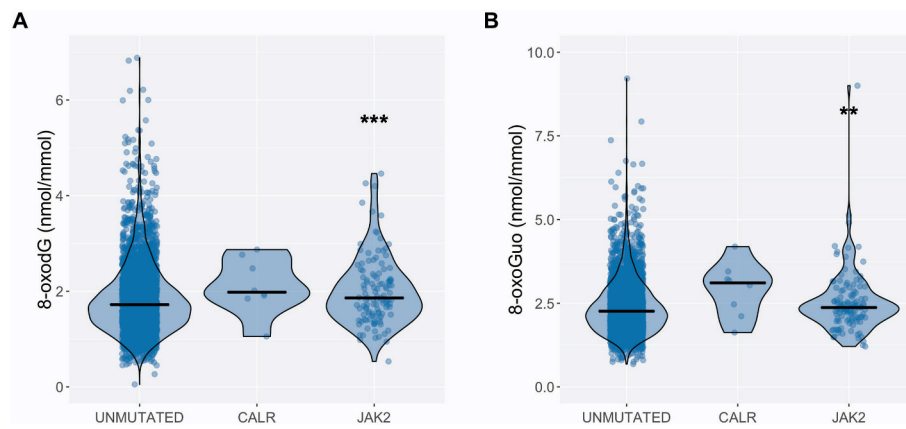 A
8-oxodG (nmol/mmol)
6
4
2
0
***
UNMUTATED
CALR
JAK2
B
8-oxoGuo (nmol/mmol)
10.0
7.5
5.0
2.5
0.0
**
UNMUTATED
CALR
JAK2